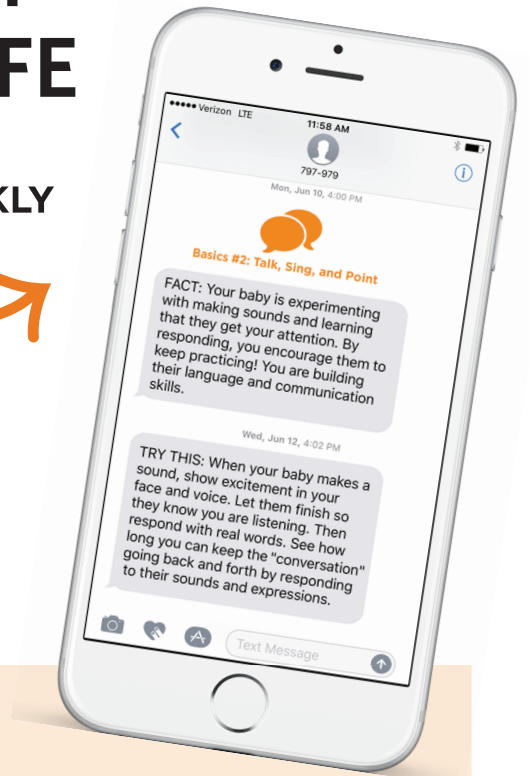 FE
KLY
Verizon LTE
11:58 AM
797-979
Mon, Jun 10, 4:00 PM
Basics #2: Talk, Sing, and Point
FACT: Your baby is experimenting
with making sounds and learning
that they get your attention. By
responding, you encourage them to
keep practicing! You are building
their language and communication
skills.
Wed, Jun 12, 4:02 PM
TRY THIS: When your baby makes a
sound, show excitement in your
face and voice. Let them finish so
they know you are listening. Then
respond with real words. See how
long you can keep the "conversation"
going back and forth by responding
to their sounds and expressions.
Text Message